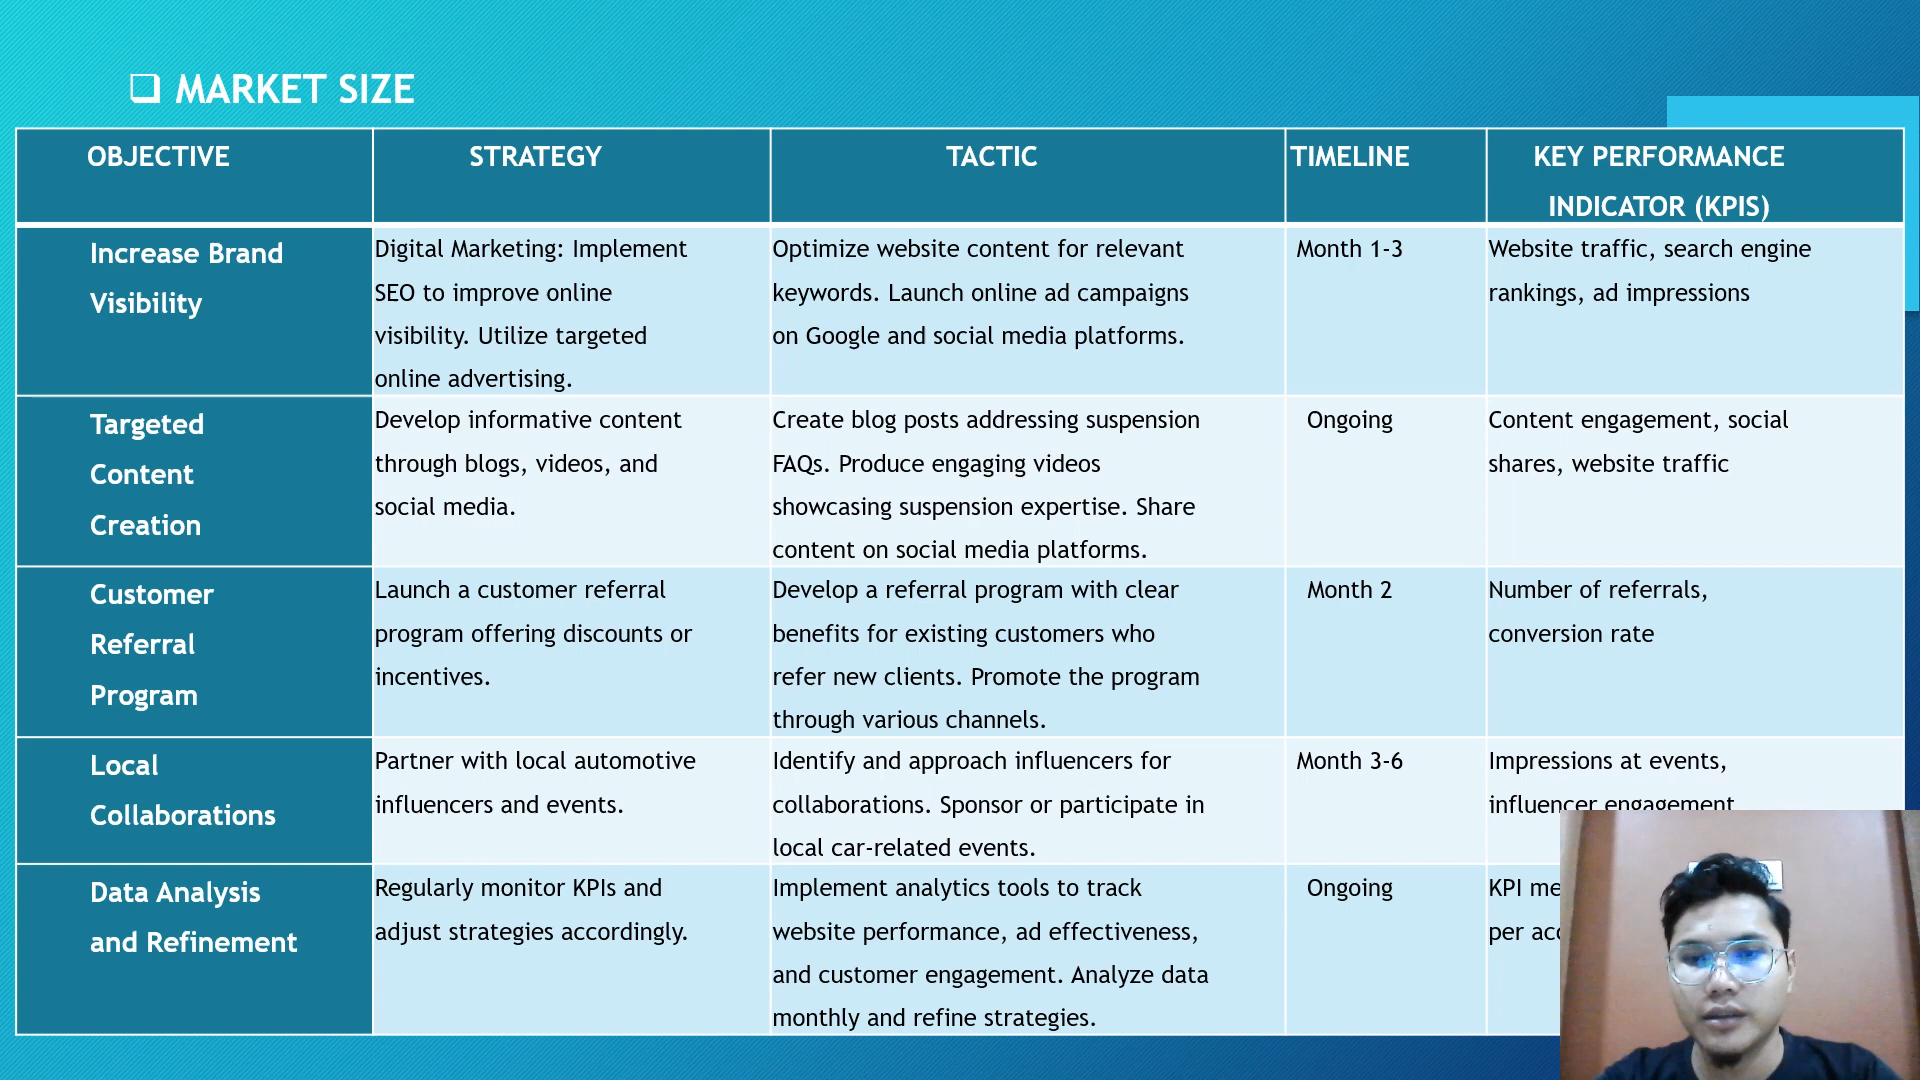 MARKET SIZE
OBJECTIVE
STRATEGY
TACTIC
TIMELINE
KEY PERFORMANCE
INDICATOR (KPIS)
Increase Brand
Visibility
Digital Marketing: Implement
SEO to improve online
visibility. Utilize targeted
online advertising.
Optimize website content for relevant
keywords. Launch online ad campaigns
on Google and social media platforms.
Month 1-3
Website traffic, search engine
rankings, ad impressions
Targeted
Content
Creation
Develop informative content
through blogs, videos, and
social media.
Create blog posts addressing suspension
FAQs. Produce engaging videos
showcasing suspension expertise. Share
content on social media platforms.
Ongoing
Content engagement, social
shares, website traffic
Customer
Referral
Program
Launch a customer referral
program offering discounts or
incentives.
Develop a referral program with clear
benefits for existing customers who
refer new clients. Promote the program
through various channels.
Month 2
Number of referrals,
conversion rate
Local
Collaborations
Partner with local automotive
influencers and events.
Identify and approach influencers for
collaborations. Sponsor or participate in
local car-related events.
Month 3-6
Impressions at events,
influencer engagement
Data Analysis
and Refinement
Regularly monitor KPIs and
adjust strategies accordingly.
Implement analytics tools to track
website performance, ad effectiveness,
and customer engagement. Analyze data
monthly and refine strategies.
Ongoing
KPI
per